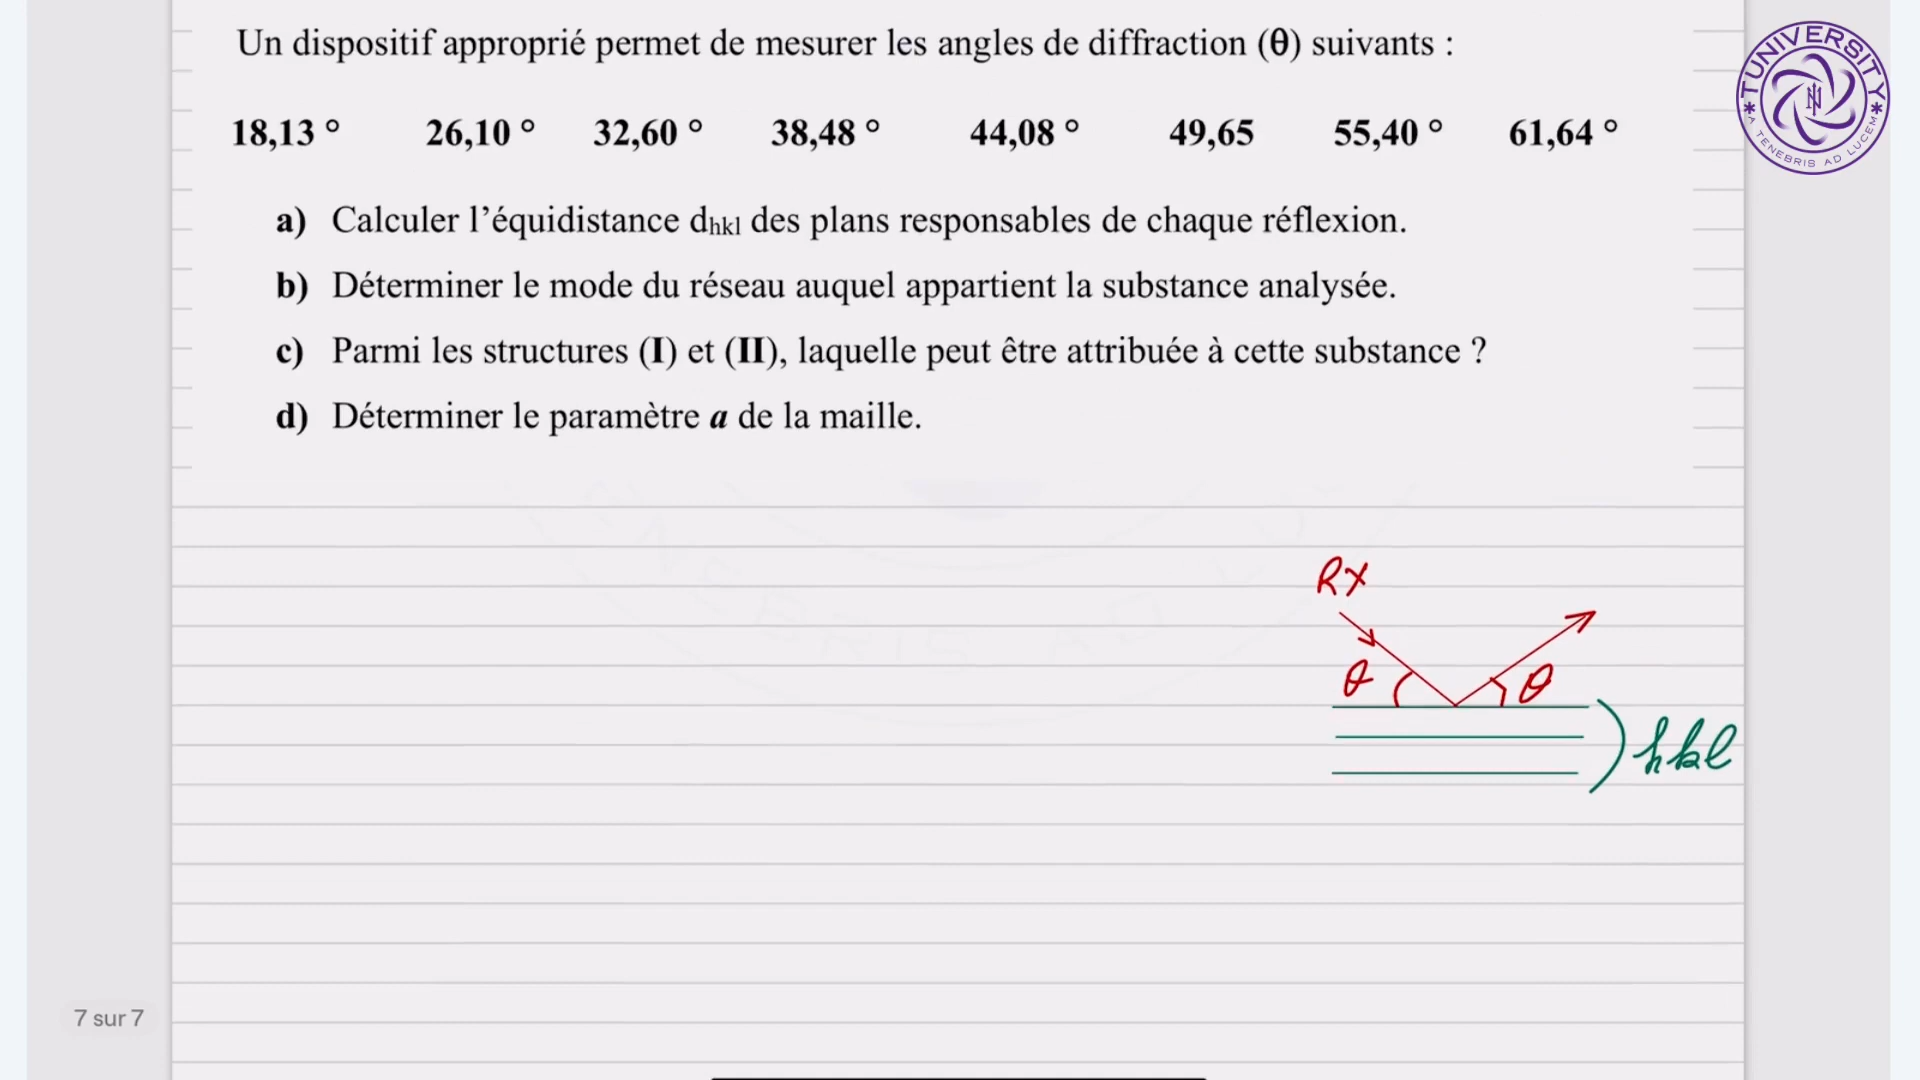 Un dispositif approprié permet de mesurer les angles de diffraction (θ) suivants :
18,13 ° 26,10 ° 32,60 ° 38,48 ° 44,08 ° 49,65 55,40 ° 61,64 °
a) Calculer l’équidistance dhkl des plans responsables de chaque réflexion.
b) Déterminer le mode du réseau auquel appartient la substance analysée.
c) Parmi les structures (I) et (II), laquelle peut être attribuée à cette substance ?
d) Déterminer le paramètre a de la maille.
RX
θ θ
hkl
7 sur 7
TUNIVERSITY
A TENEBRIS AD LUCEM